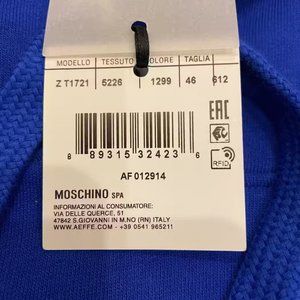 MODELLO TESSUTO COLORE TAGLIA
Z T1721 5226 1299 46 612
EAC
8 89315 32423 6
RFID
AF 012914
MOSCHINO SPA
INFORMAZIONI AL CONSUMATORE:
VIA DELLE QUERCE, 51
47842 S.GIOVANNI IN M.NO (RN) ITALY
WWW.AEFFE.COM - +39 0541 965211